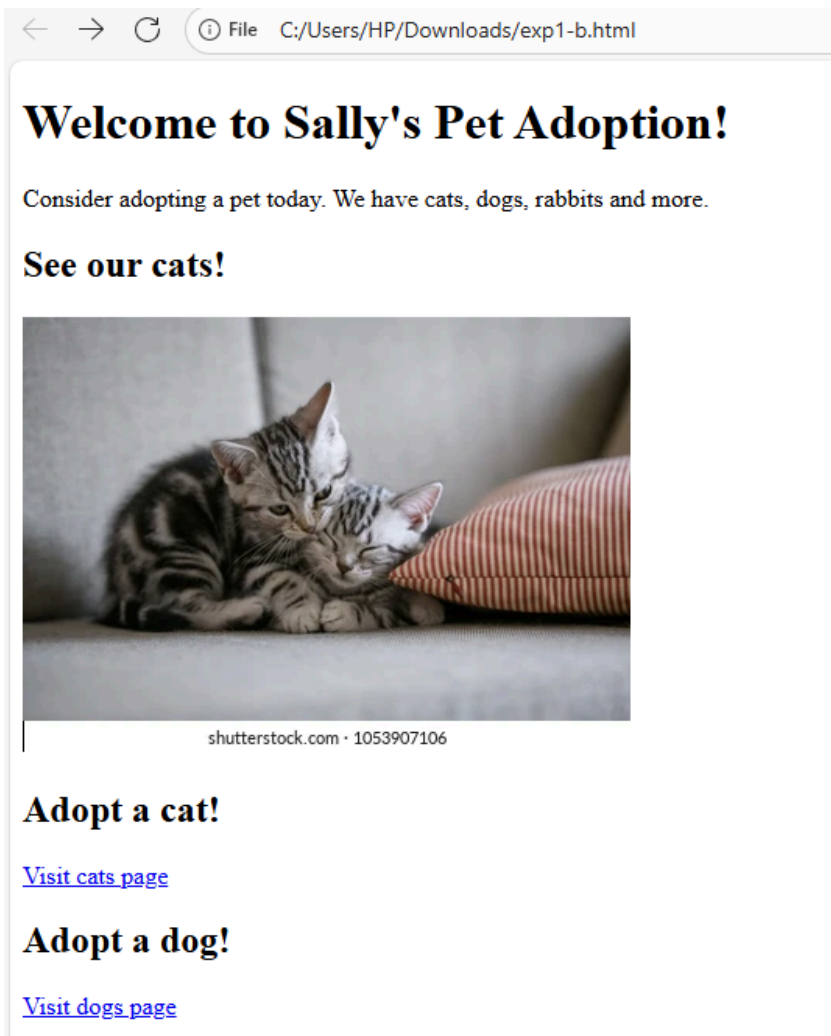 File C:/Users/HP/Downloads/exp1-b.html
Welcome to Sally's Pet Adoption!
Consider adopting a pet today. We have cats, dogs, rabbits and more.
See our cats!
shutterstock.com · 1053907106
Adopt a cat!
Visit cats page
Adopt a dog!
Visit dogs page